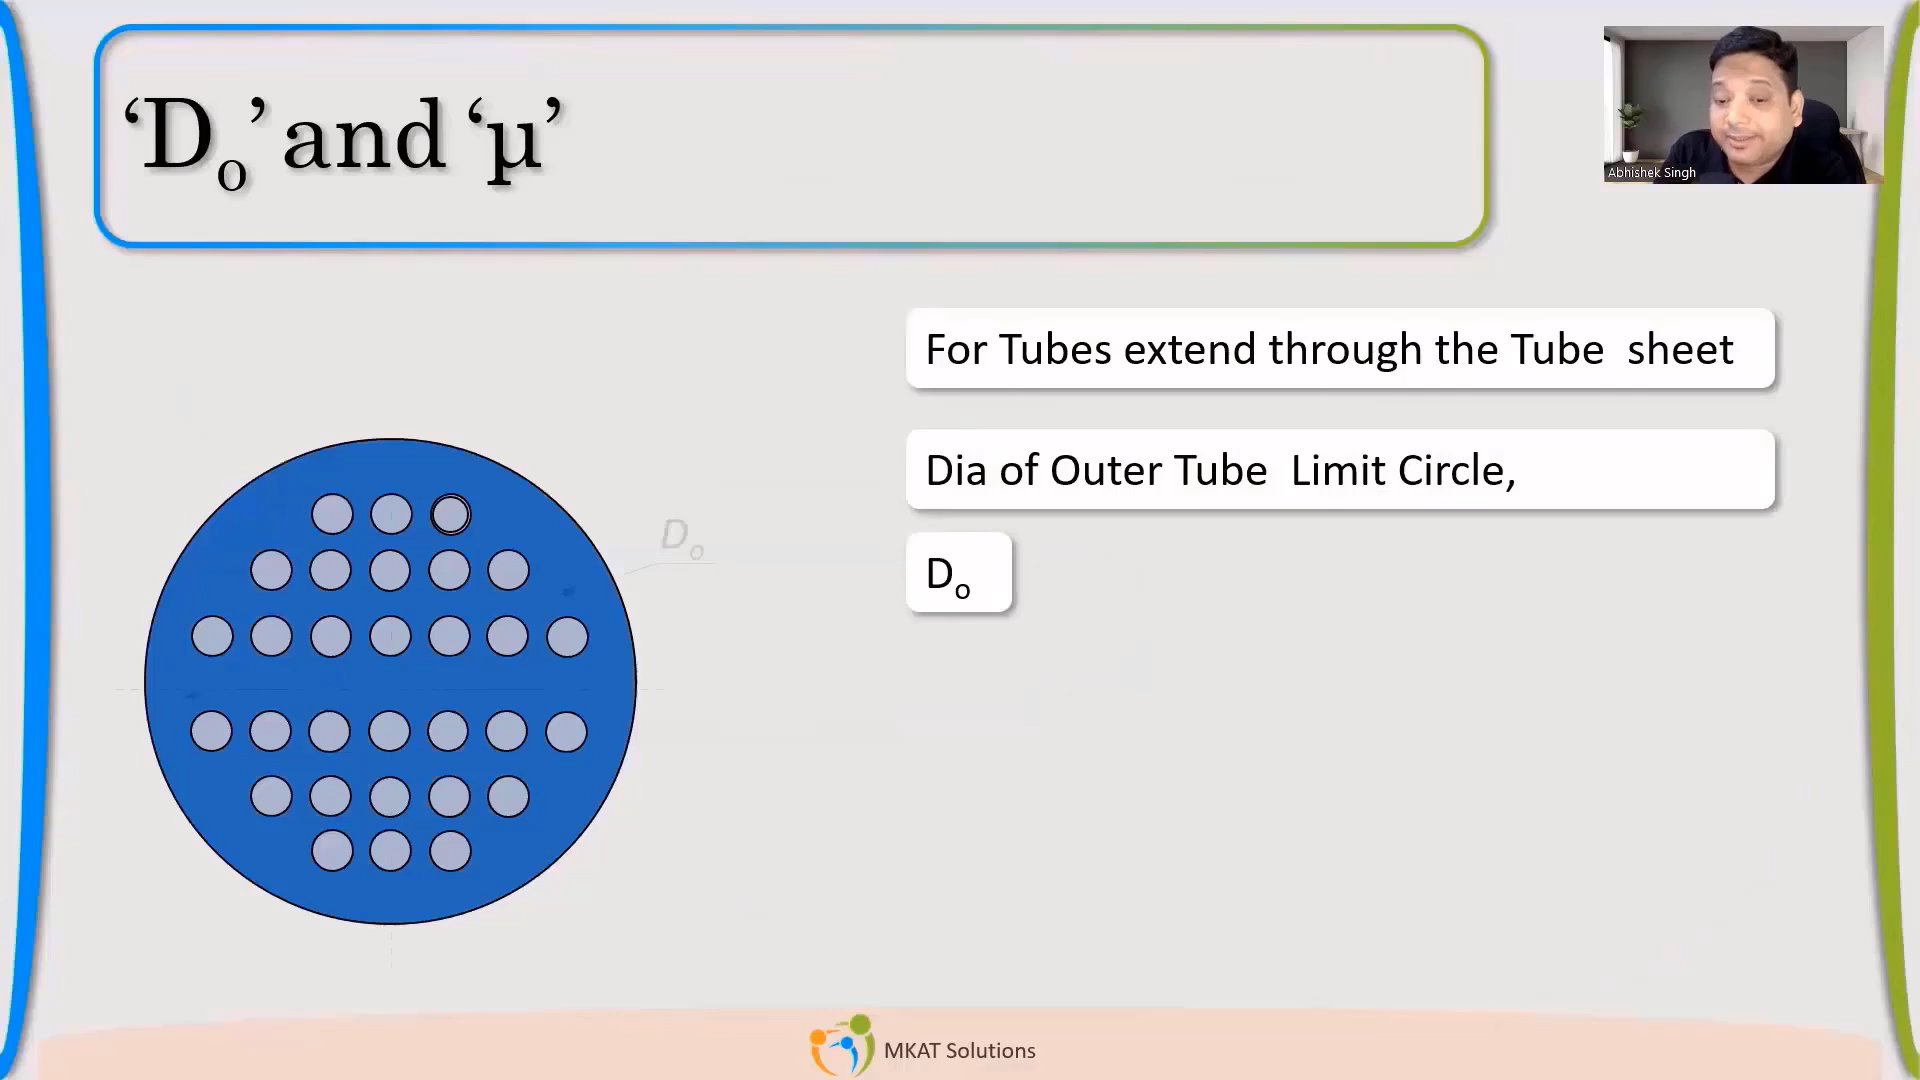 ‘Do’ and ‘µ’
Abhishek Singh
For Tubes extend through the Tube sheet
Dia of Outer Tube Limit Circle,
Do
Do
MKAT Solutions